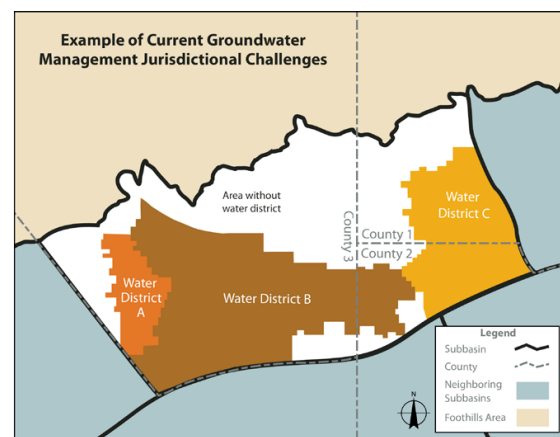 Example of Current Groundwater
Management Jurisdictional Challenges
Area without
water district
Water
District C
County 3
County 1
County 2
Water
District
A
Water District B
Legend
Subbasin
County
Neighboring
Subbasins
Foothills Area
N